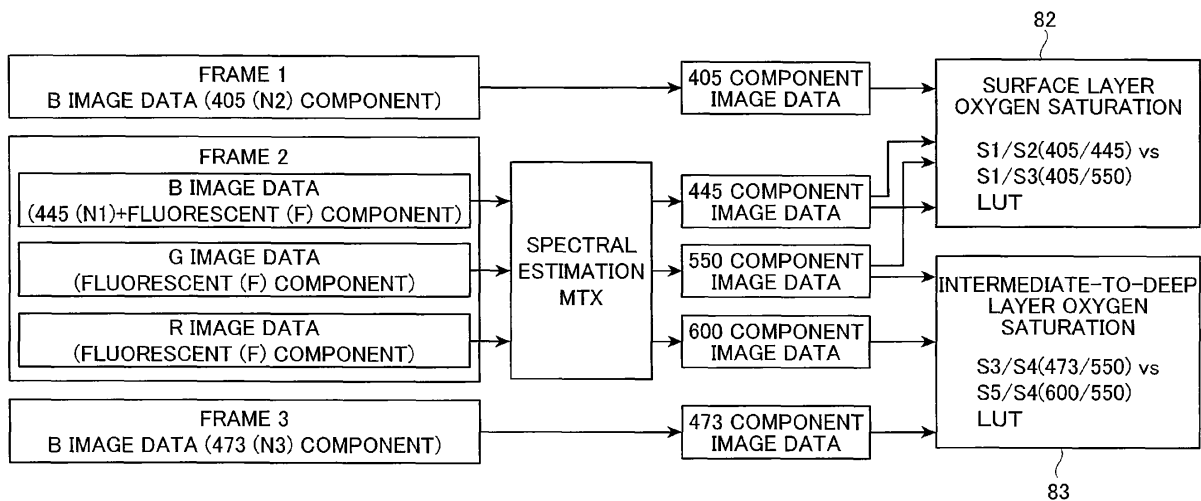 82
FRAME 1
B IMAGE DATA (405 (N2) COMPONENT)
405 COMPONENT
IMAGE DATA
SURFACE LAYER
OXYGEN SATURATION
S1/S2(405/445) vs
S1/S3(405/550)
LUT
FRAME 2
B IMAGE DATA
(445 (N1)+FLUORESCENT (F) COMPONENT)
G IMAGE DATA
(FLUORESCENT (F) COMPONENT)
R IMAGE DATA
(FLUORESCENT (F) COMPONENT)
SPECTRAL
ESTIMATION
MTX
445 COMPONENT
IMAGE DATA
550 COMPONENT
IMAGE DATA
600 COMPONENT
IMAGE DATA
INTERMEDIATE-TO-DEEP
LAYER OXYGEN
SATURATION
S3/S4(473/550) vs
S5/S4(600/550)
LUT
FRAME 3
B IMAGE DATA (473 (N3) COMPONENT)
473 COMPONENT
IMAGE DATA
83